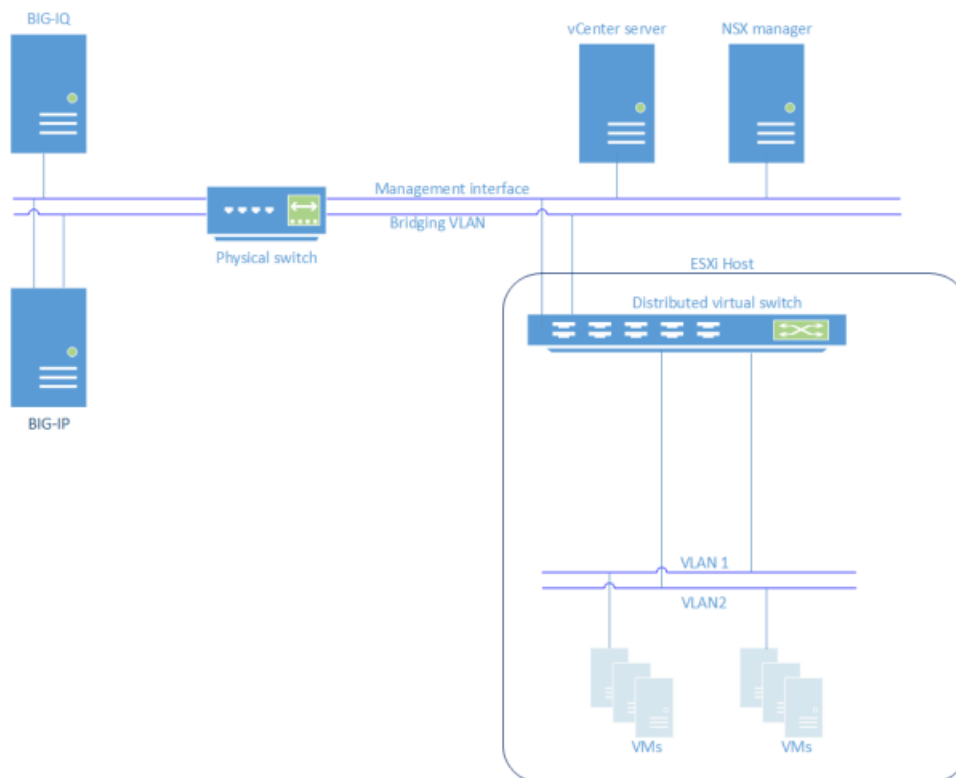 BIG-IQ
vCenter server
NSX manager
Management interface
Bridging VLAN
Physical switch
ESXi Host
Distributed virtual switch
BIG-IP
VLAN 1
VLAN2
VMs
VMs